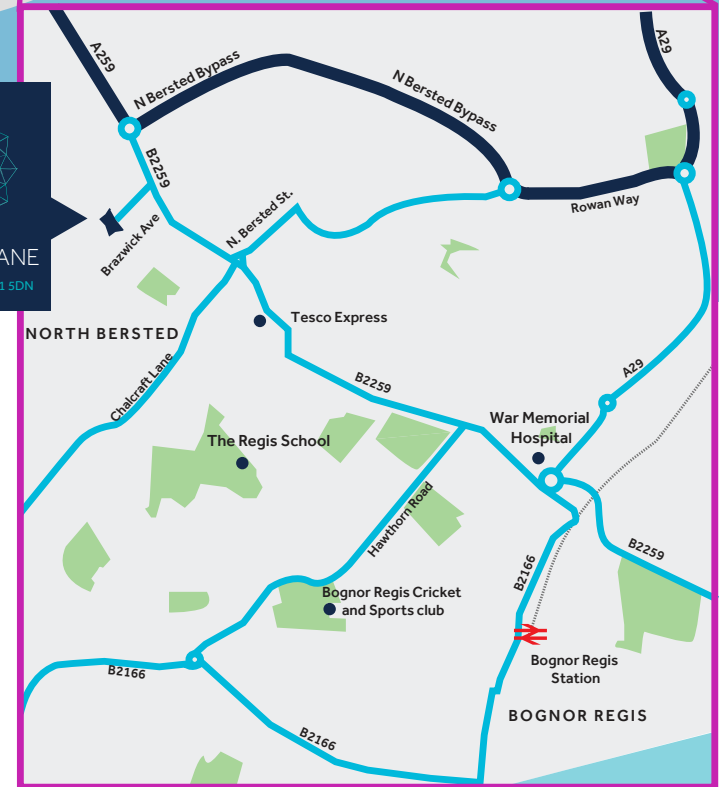 A259
N Bersted Bypass
N Bersted Bypass
A29
B2259
Rowan Way
N. Bersted St.
Brazwick Ave
ANE
1 5DN
Tesco Express
NORTH BERSTED
Chalcraft Lane
B2259
A29
War Memorial
Hospital
The Regis School
Hawthorn Road
B2259
B2166
Bognor Regis Cricket
and Sports club
Bognor Regis
Station
B2166
BOGNOR REGIS
B2166